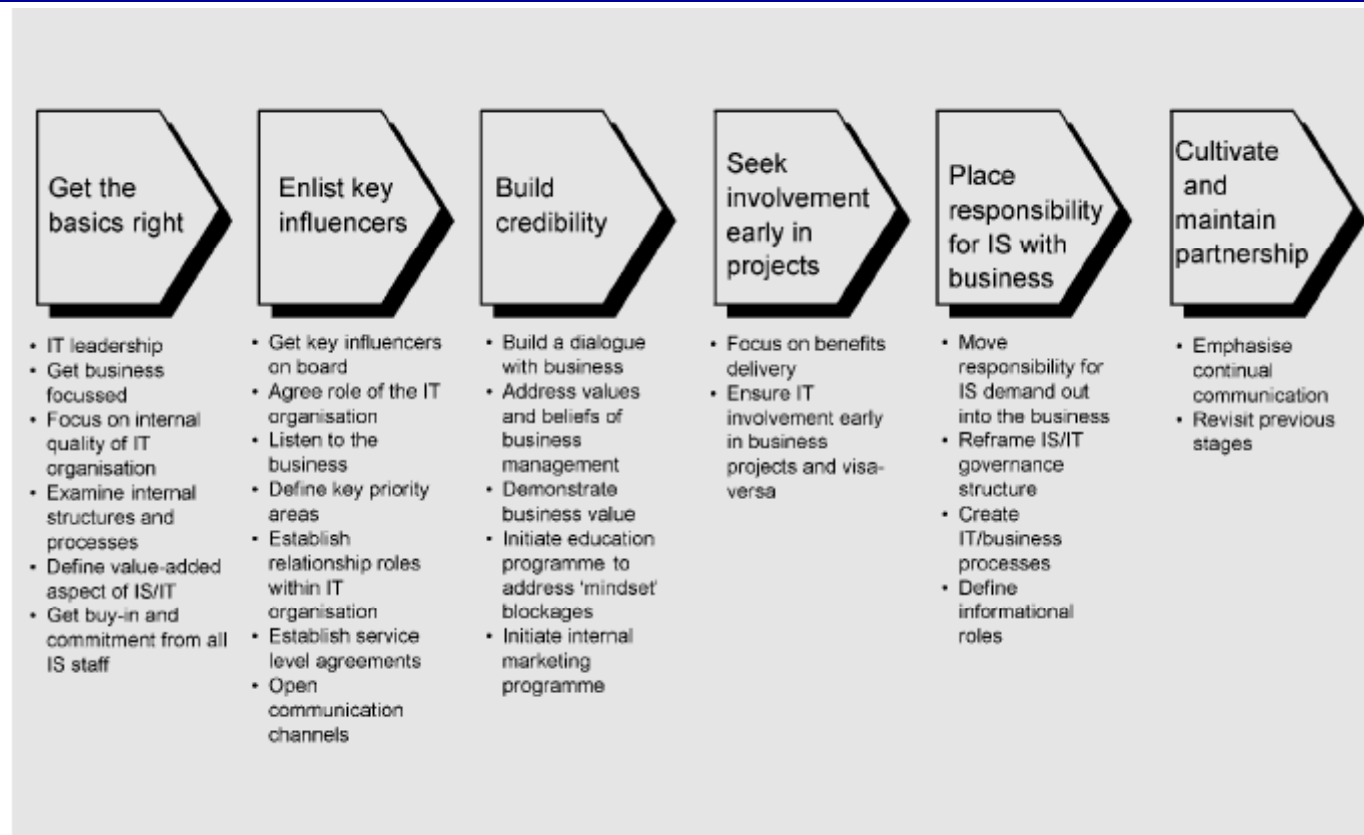 Get the
basics right
• IT leadership
• Get business
focussed
• Focus on internal
quality of IT
organisation
• Examine internal
structures and
processes
• Define value-added
aspect of IS/IT
• Get buy-in and
commitment from all
IS staff
Enlist key
influencers
• Get key influencers
on board
• Agree role of the IT
organisation
• Listen to the
business
• Define key priority
areas
• Establish
relationship roles
within IT
organisation
• Establish service
level agreements
• Open
communication
channels
Build
credibility
• Build a dialogue
with business
• Address values
and beliefs of
business
management
• Demonstrate
business value
• Initiate education
programme to
address 'mindset'
blockages
• Initiate internal
marketing
programme
Seek
involvement
early in
projects
• Focus on benefits
delivery
• Ensure IT
involvement early
in business
projects and visa-
versa
Place
responsibility
for IS with
business
• Move
responsibility for
IS demand out
into the business
• Reframe IS/IT
governance
structure
• Create
IT/business
processes
• Define
informational
roles
Cultivate
and
maintain
partnership
• Emphasise
continual
communication
• Revisit previous
stages